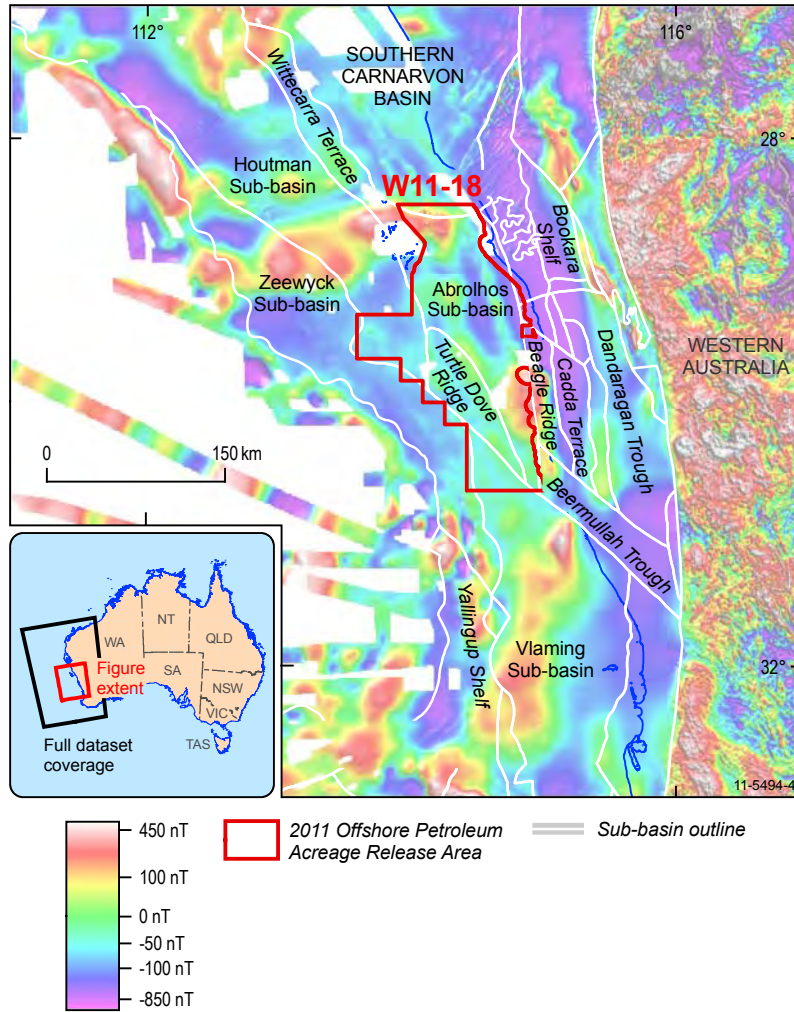 112°
116°
SOUTHERN
CARNARVON
BASIN
Wittecarra Terrace
28°
Houtman
Sub-basin
W11-18
Bookara
Shelf
Zeewyck
Sub-basin
Abrolhos
Sub-basin
Turtle Dove
Ridge
Beagle Ridge
Cadda Terrace
Dandaragan Trough
WESTERN
AUSTRALIA
0
150 km
Beermullah Trough
Yallingup Shelf
Vlaming
Sub-basin
32°
NT
WA
QLD
SA
NSW
VIC
TAS
Figure
extent
Full dataset
coverage
11-5494-4
450 nT
100 nT
0 nT
-50 nT
-100 nT
-850 nT
2011 Offshore Petroleum
Acreage Release Area
Sub-basin outline